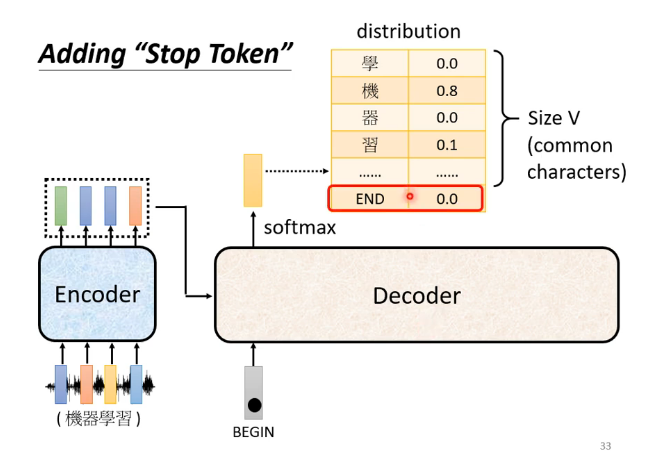 Adding “Stop Token”
distribution
學 0.0
機 0.8
器 0.0
習 0.1
...... ......
END 0.0
Size V
(common
characters)
softmax
Encoder
Decoder
( 機器學習 )
BEGIN
33